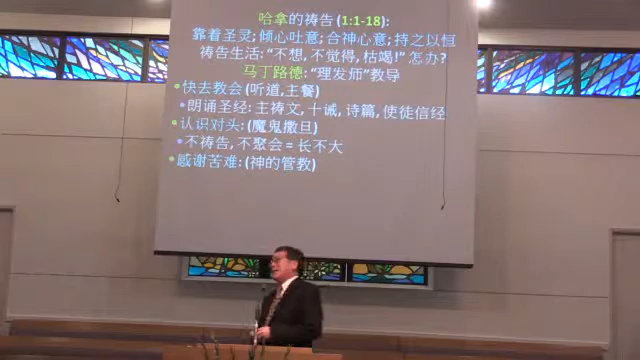 哈拿的祷告 (1:1-18):
靠着圣灵; 倾心吐意; 合神心意; 持之以恒
祷告生活: “不想, 不觉得, 枯竭!” 怎办?
马丁路德: “理发师”教导
•快去教会 (听道, 主餐)
•朗诵圣经: 主祷文, 十诫, 诗篇, 使徒信经
•认识对头: (魔鬼撒旦)
•不祷告, 不聚会 = 长不大
•感谢苦难: (神的管教)